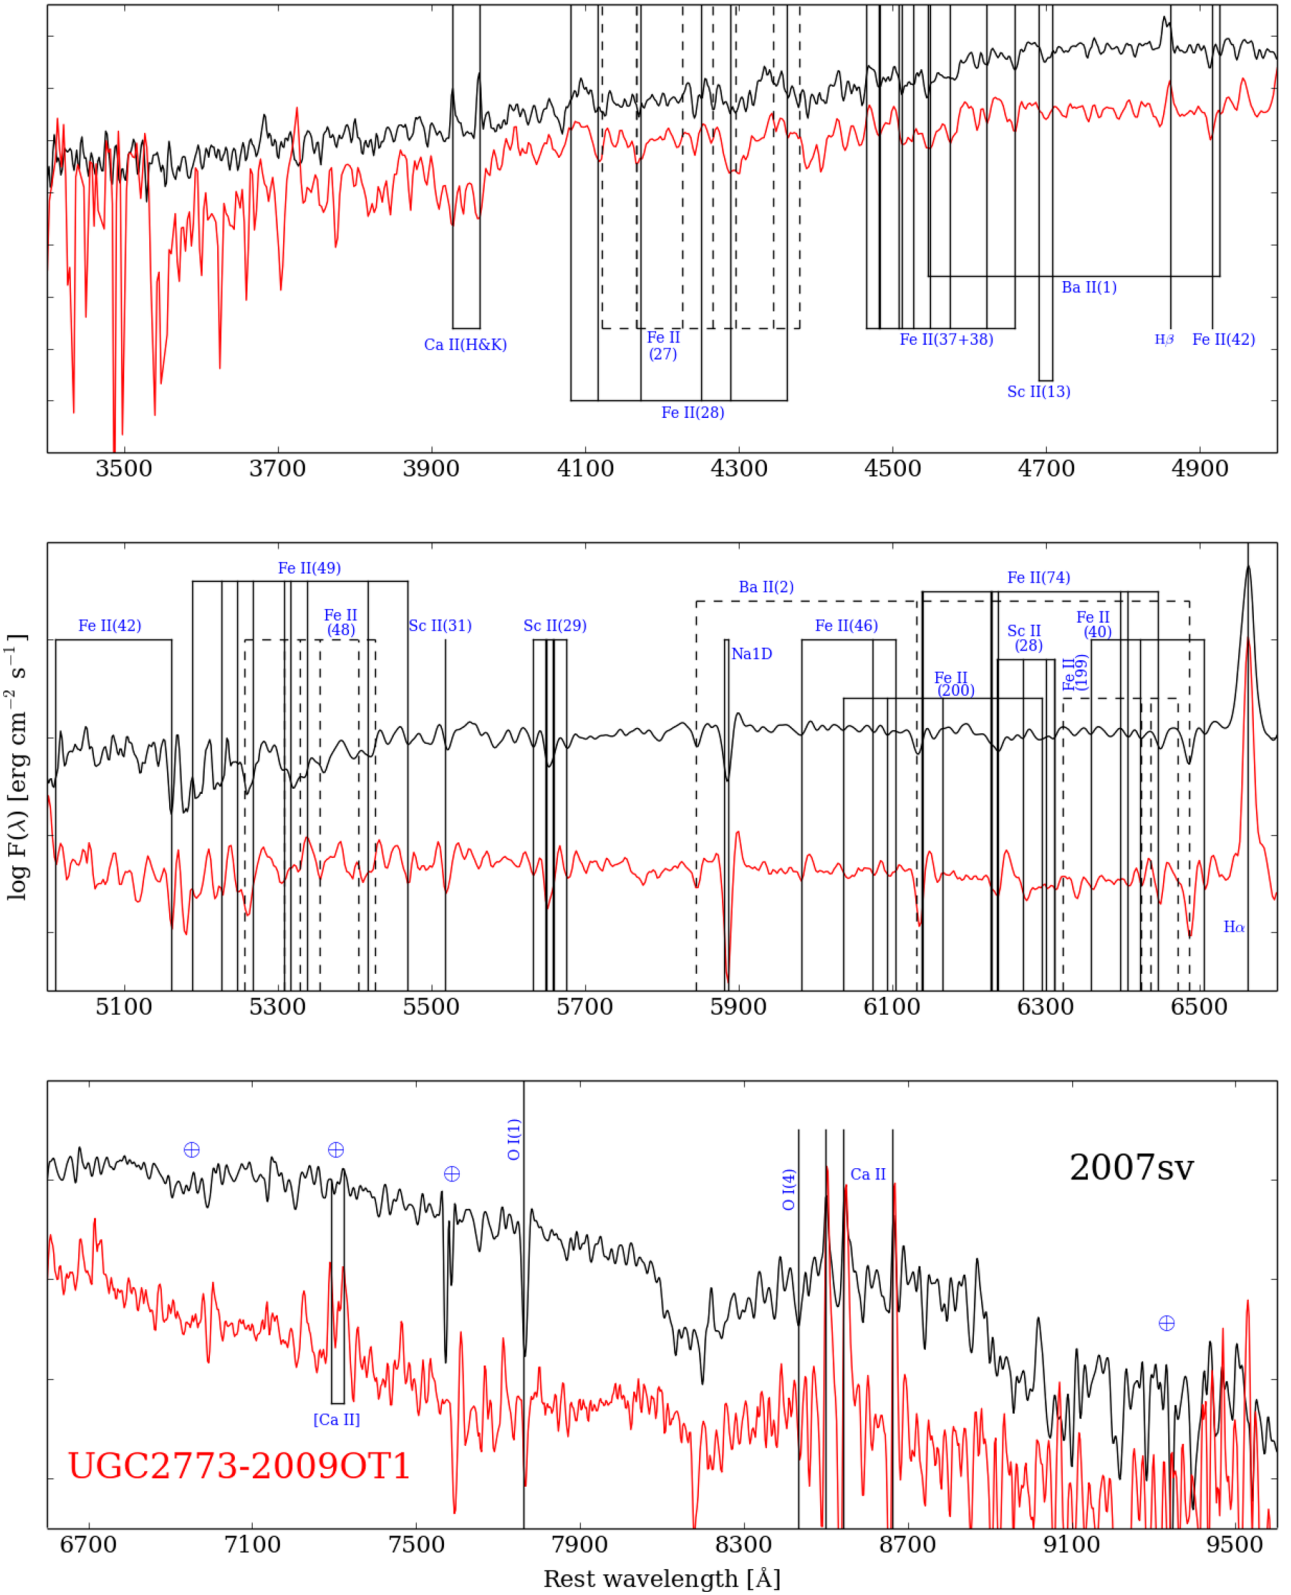 Ca II(H&K)
Fe II
(27)
Fe II(28)
Fe II(37+38)
Ba II(1)
Sc II(13)
Hβ
Fe II(42)
3500 3700 3900 4100 4300 4500 4700 4900
log F(λ) [erg cm⁻² s⁻¹]
Fe II(42)
Fe II(49)
Fe II
(48)
Sc II(31)
Sc II(29)
Ba II(2)
Na1D
Fe II(46)
Fe II
(200)
Fe II(74)
Sc II
(28)
Fe II
(199)
Fe II
(40)
Hα
5100 5300 5500 5700 5900 6100 6300 6500
⊕ ⊕ ⊕
O I(1)
O I(4)
Ca II
2007sv
⊕
[Ca II]
UGC2773-2009OT1
6700 7100 7500 7900 8300 8700 9100 9500
Rest wavelength [Å]